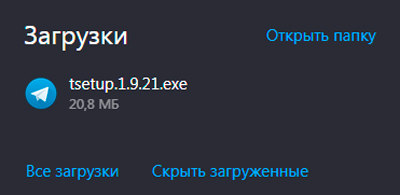 Загрузки Открыть папку
tsetup.1.9.21.exe
20,8 МБ
Все загрузки Скрыть загруженные